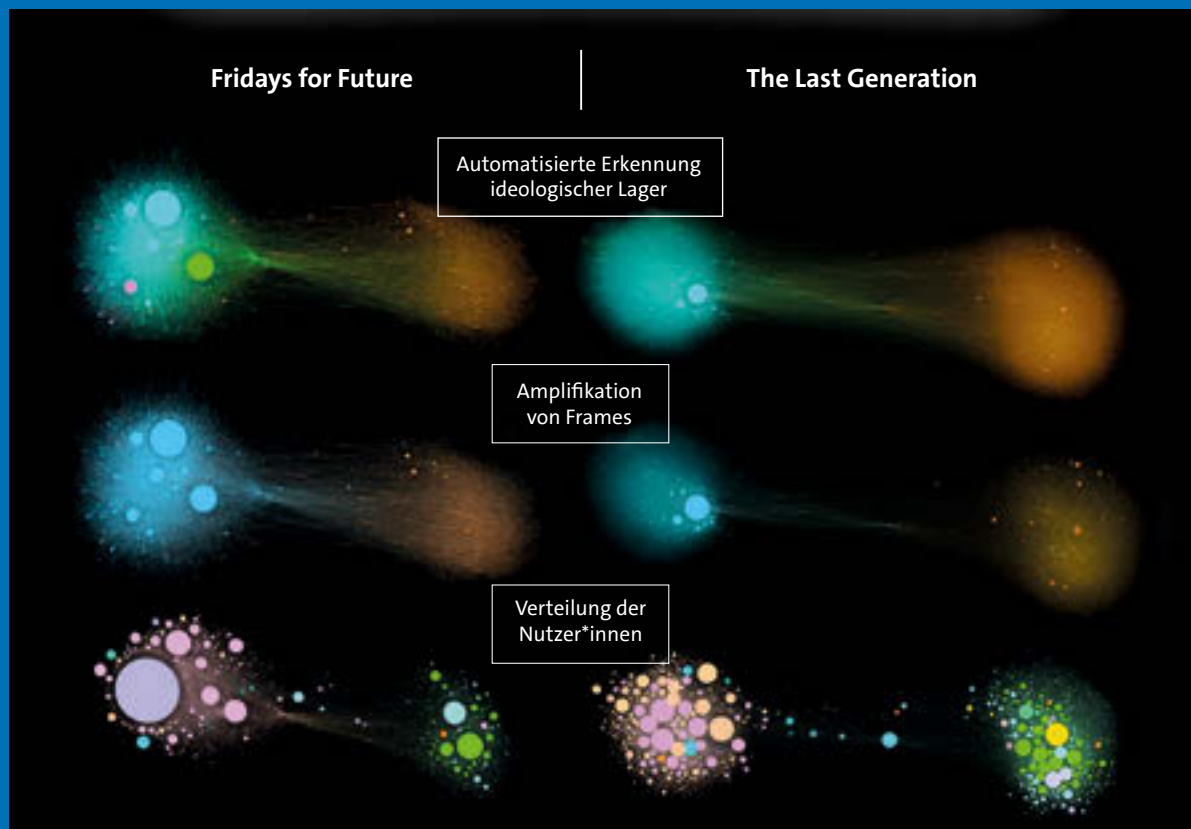 Fridays for Future
The Last Generation
Automatisierte Erkennung
ideologischer Lager
Amplifikation
von Frames
Verteilung der
Nutzer*innen